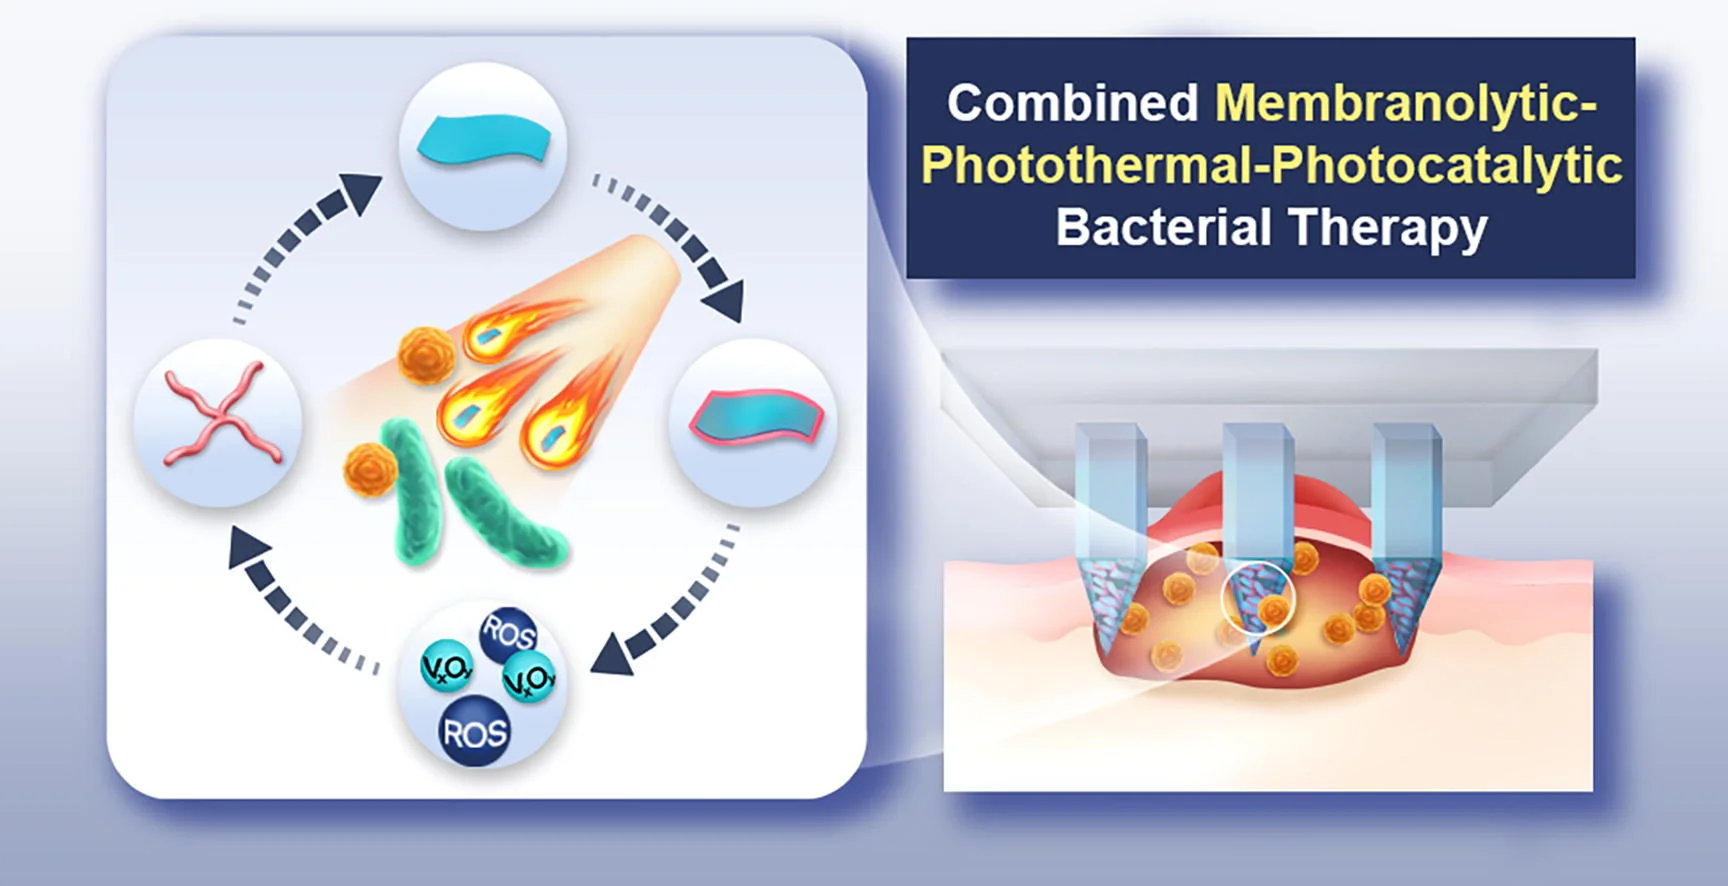 Combined Membranolytic-
Photothermal-Photocatalytic
Bacterial Therapy
ROS
VxOy
VxOy
ROS